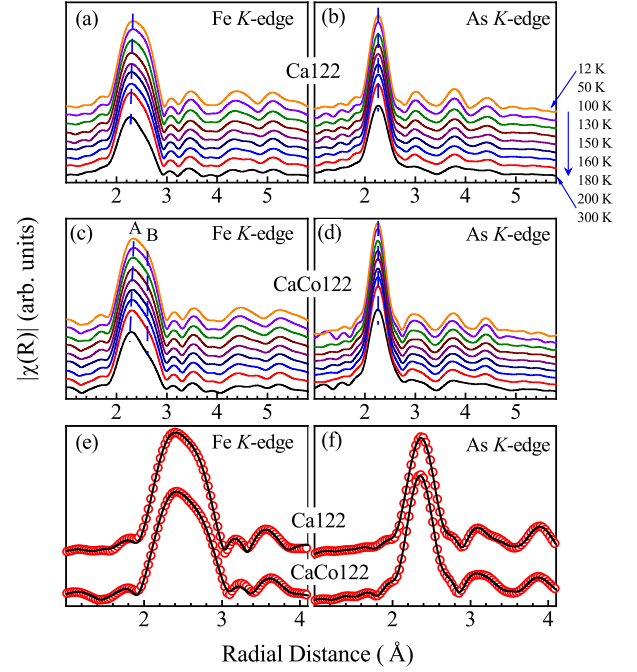 (a) Fe K-edge
(b) As K-edge
Ca122
12 K
50 K
100 K
130 K
150 K
160 K
180 K
200 K
300 K
2 3 4 5
2 3 4 5
(c) A B Fe K-edge
(d) As K-edge
CaCo122
2 3 4 5
2 3 4 5
(e) Fe K-edge
(f) As K-edge
Ca122
CaCo122
2 3 4
2 3 4
|χ(R)| (arb. units)
Radial Distance ( Å)